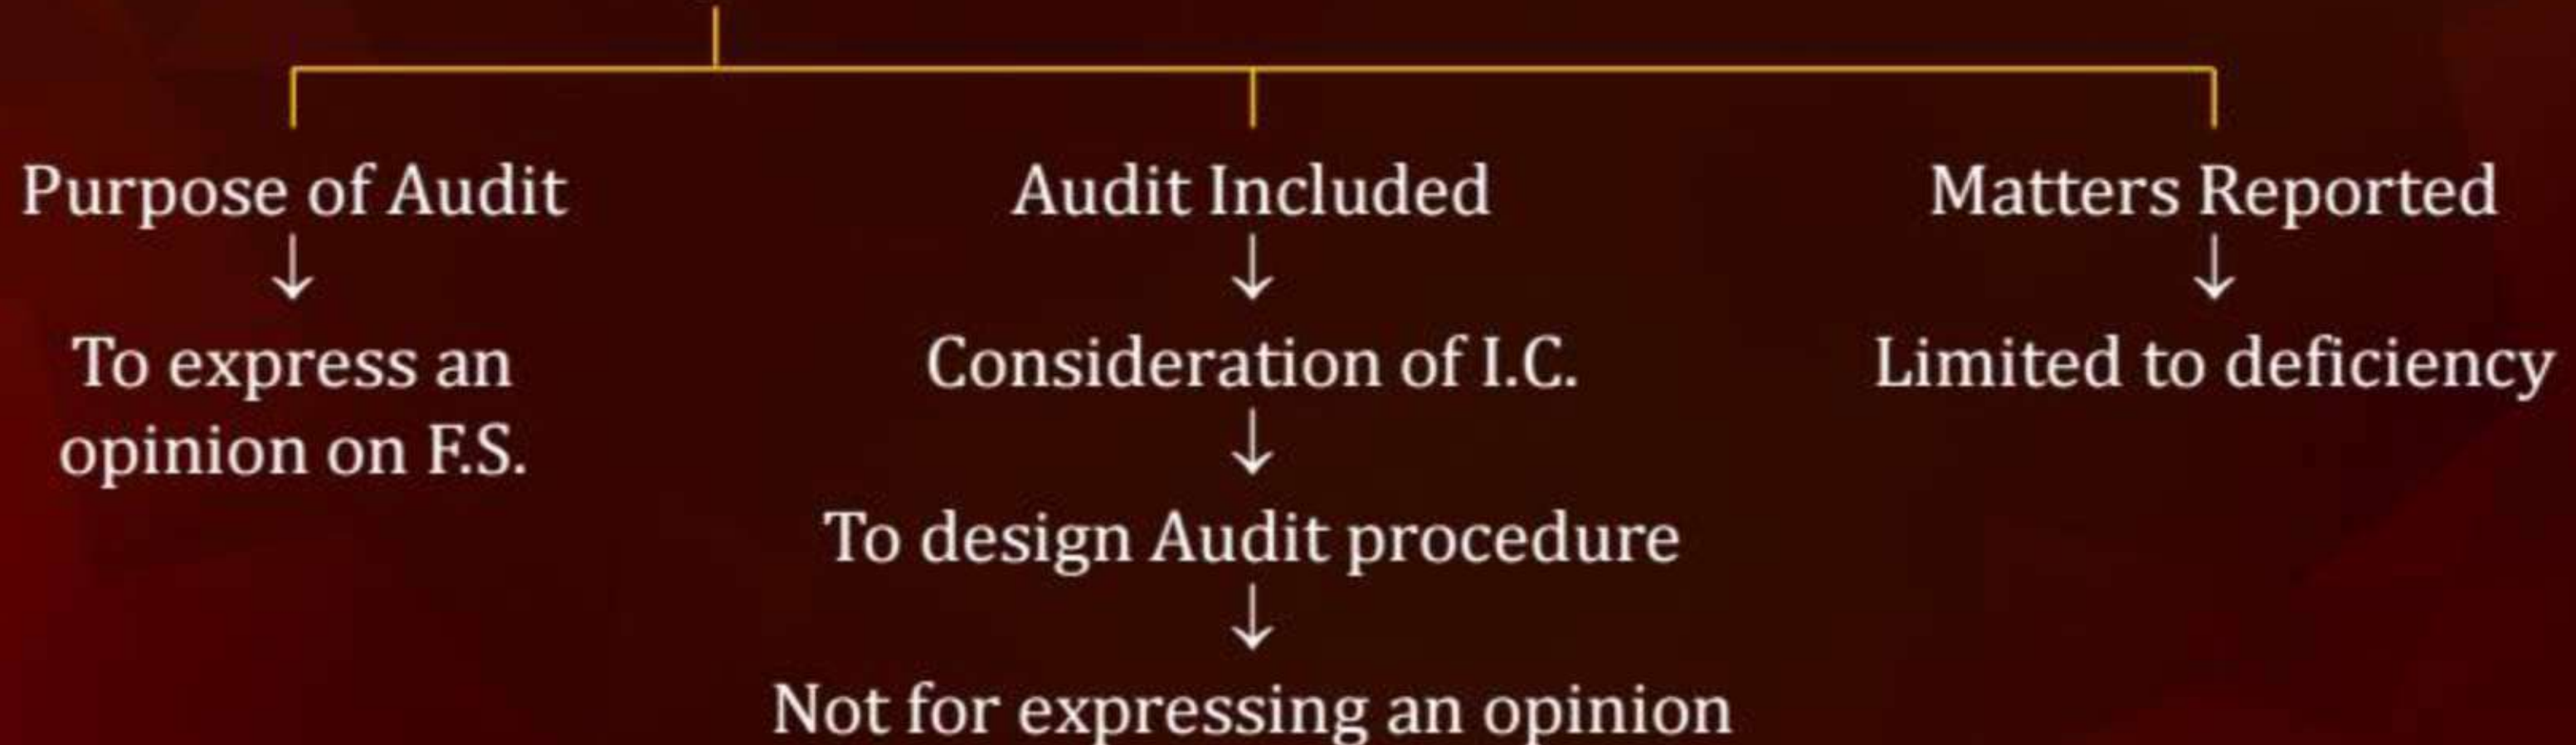 Purpose of Audit
↓
To express an
opinion on F.S.
Audit Included
↓
Consideration of I.C.
↓
To design Audit procedure
↓
Not for expressing an opinion
Matters Reported
↓
Limited to deficiency